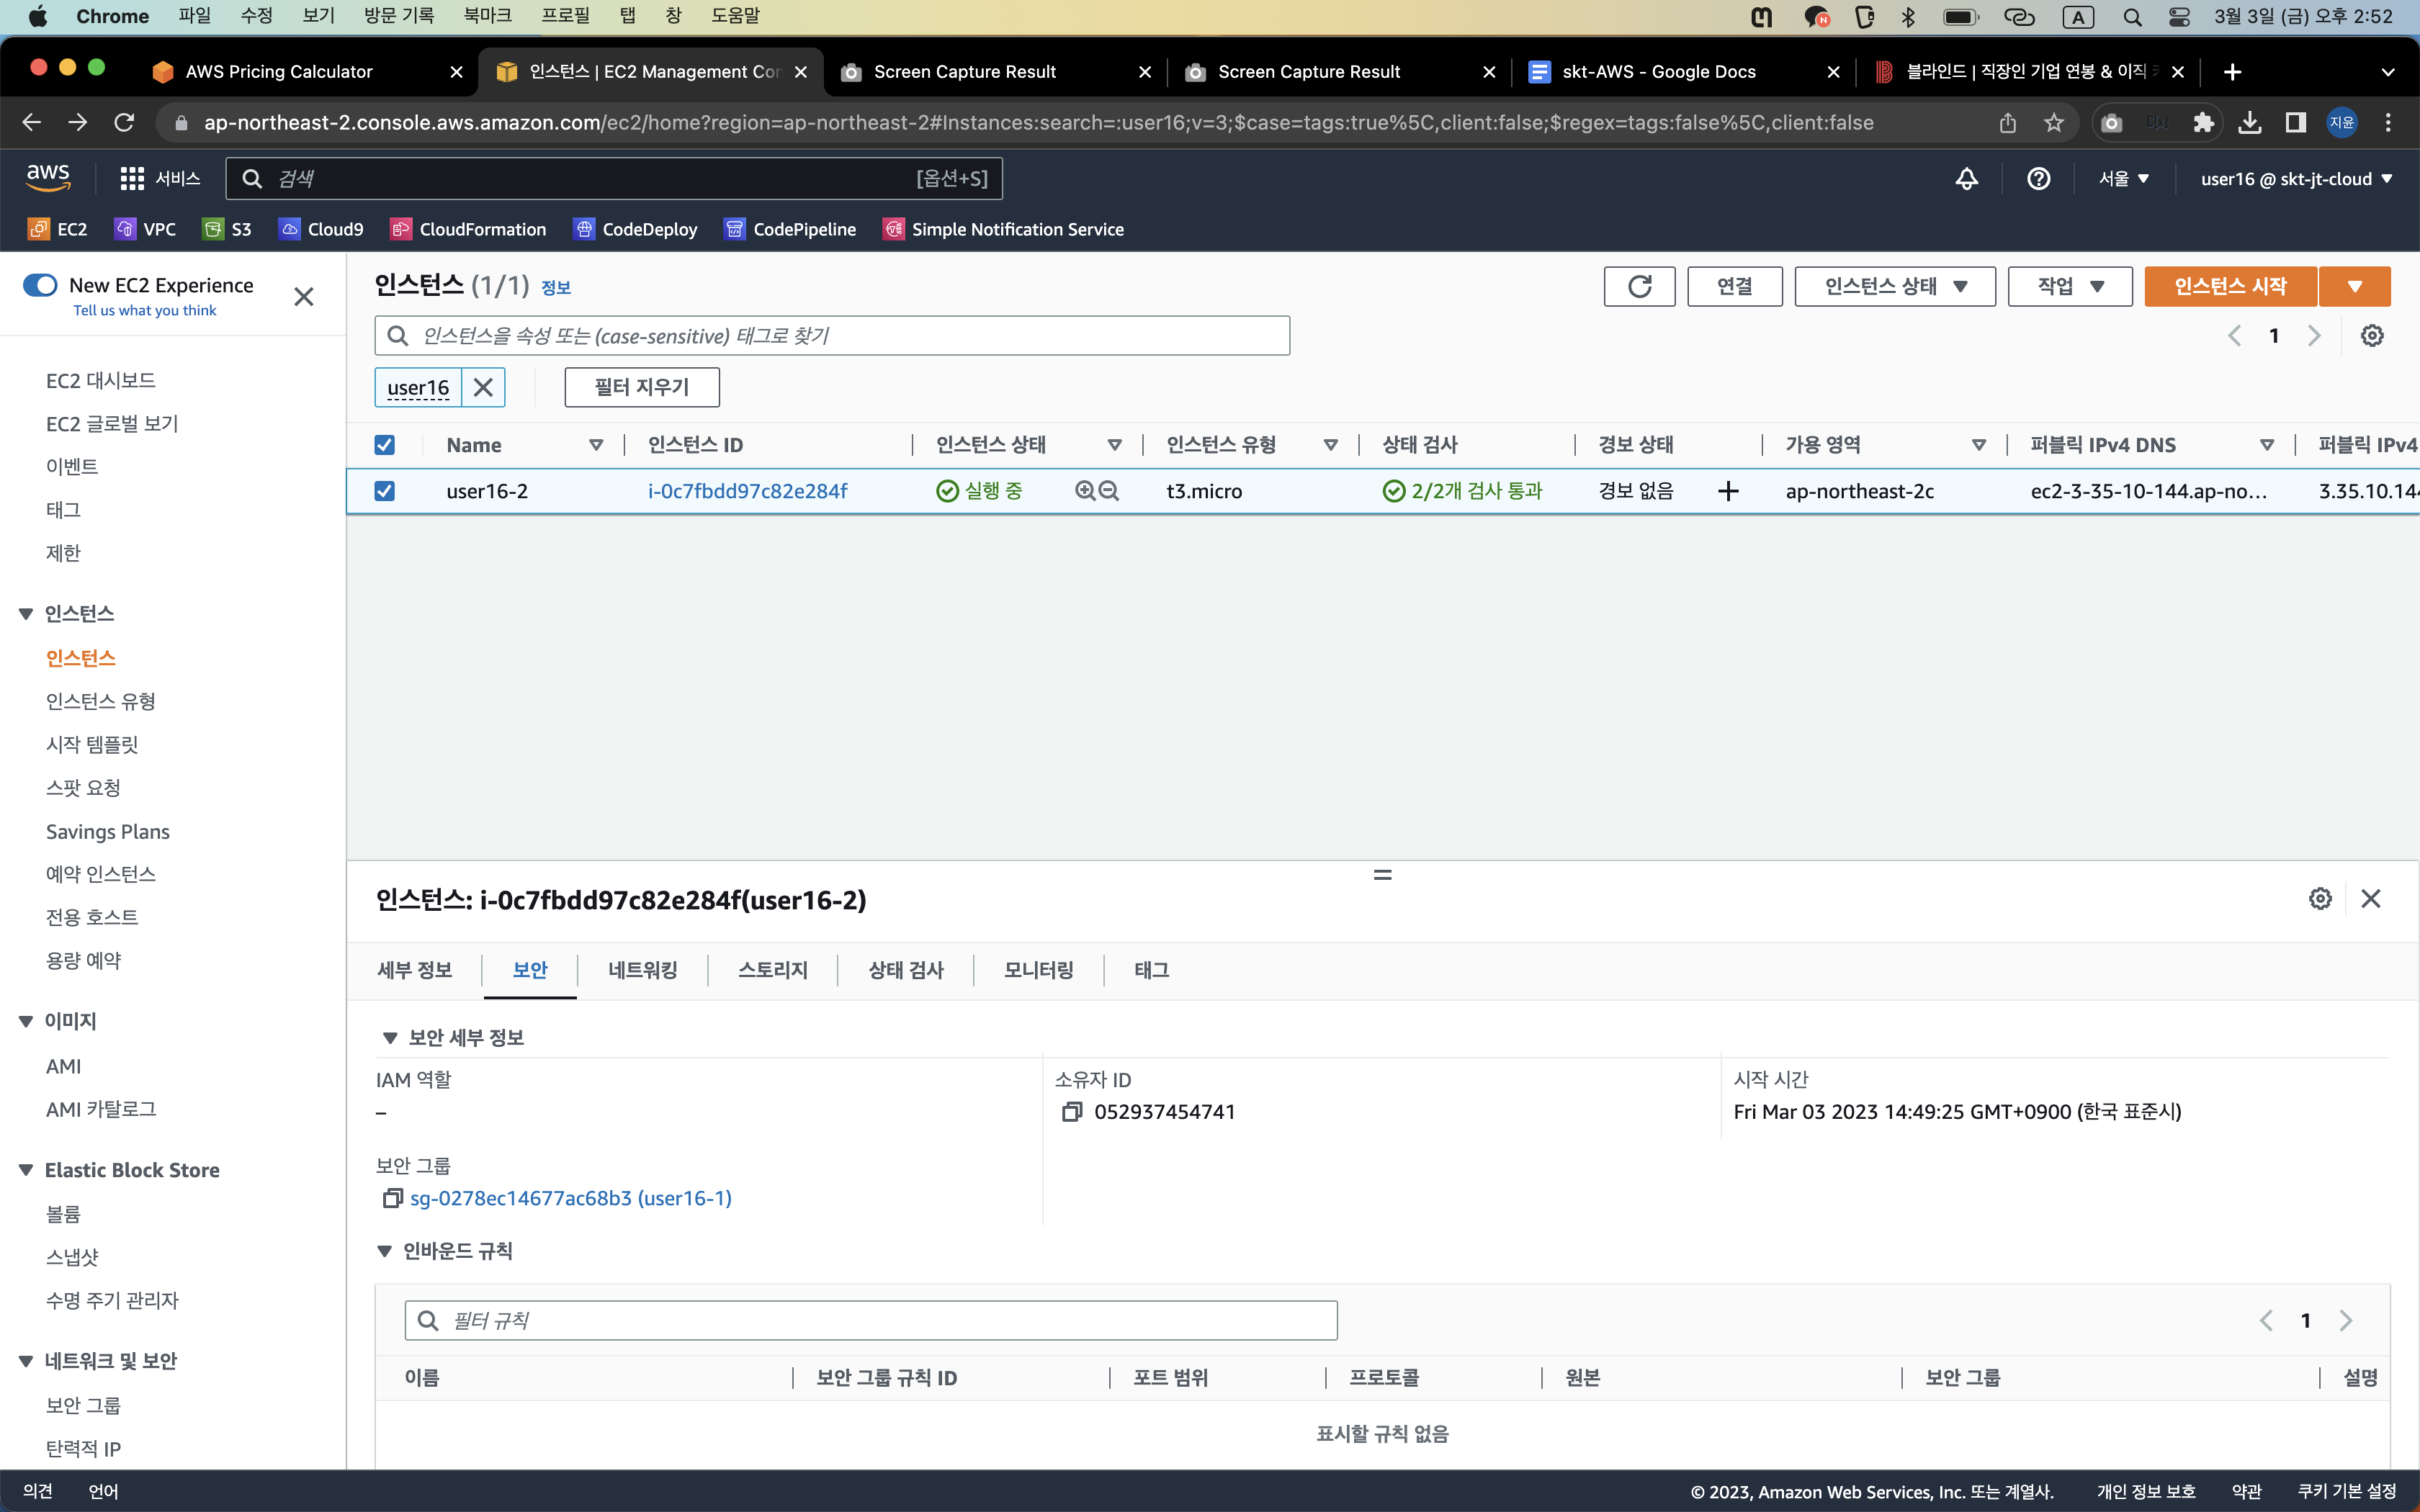 Chrome 파일 수정 보기 방문 기록 북마크 프로필 탭 창 도움말 A 3월 3일 (금) 오후 2:52
AWS Pricing Calculator 인스턴스 | EC2 Management Con Screen Capture Result Screen Capture Result skt-AWS - Google Docs 블라인드 | 직장인 기업 연봉 & 이직
ap-northeast-2.console.aws.amazon.com/ec2/home?region=ap-northeast-2#Instances:search=:user16;v=3;$case=tags:true%5C,client:false;$regex=tags:false%5C,client:false 지윤
aws 서비스 검색 [옵션+S] 서울 user16 @ skt-jt-cloud
EC2 VPC S3 Cloud9 CloudFormation CodeDeploy CodePipeline Simple Notification Service
New EC2 Experience
Tell us what you think
EC2 대시보드
EC2 글로벌 보기
이벤트
태그
제한
인스턴스
인스턴스
인스턴스 유형
시작 템플릿
스팟 요청
Savings Plans
예약 인스턴스
전용 호스트
용량 예약
이미지
AMI
AMI 카탈로그
Elastic Block Store
볼륨
스냅샷
수명 주기 관리자
네트워크 및 보안
보안 그룹
탄력적 IP
인스턴스 (1/1) 정보 연결 인스턴스 상태 작업 인스턴스 시작
인스턴스을 속성 또는 (case-sensitive) 태그로 찾기 1
user16 필터 지우기
Name 인스턴스 ID 인스턴스 상태 인스턴스 유형 상태 검사 경보 상태 가용 영역 퍼블릭 IPv4 DNS 퍼블릭 IPv4
user16-2 i-0c7fbdd97c82e284f 실행 중 t3.micro 2/2개 검사 통과 경보 없음 ap-northeast-2c ec2-3-35-10-144.ap-no... 3.35.10.144
인스턴스: i-0c7fbdd97c82e284f(user16-2)
세부 정보 보안 네트워킹 스토리지 상태 검사 모니터링 태그
보안 세부 정보
IAM 역할 소유자 ID 시작 시간
– 052937454741 Fri Mar 03 2023 14:49:25 GMT+0900 (한국 표준시)
보안 그룹
sg-0278ec14677ac68b3 (user16-1)
인바운드 규칙
필터 규칙 1
이름 보안 그룹 규칙 ID 포트 범위 프로토콜 원본 보안 그룹 설명
표시할 규칙 없음
의견 언어 © 2023, Amazon Web Services, Inc. 또는 계열사. 개인 정보 보호 약관 쿠키 기본 설정